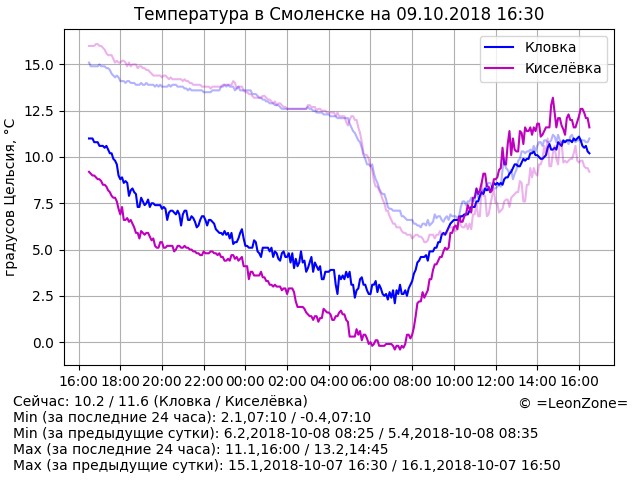 Температура в Смоленске на 09.10.2018 16:30
Кловка
Киселёвка
градусов Цельсия, °C
15.0
12.5
10.0
7.5
5.0
2.5
0.0
16:00 18:00 20:00 22:00 00:00 02:00 04:00 06:00 08:00 10:00 12:00 14:00 16:00
Сейчас: 10.2 / 11.6 (Кловка / Киселёвка)
© =LeonZone=
Min (за последние 24 часа): 2.1,07:10 / -0.4,07:10
Min (за предыдущие сутки): 6.2,2018-10-08 08:25 / 5.4,2018-10-08 08:35
Max (за последние 24 часа): 11.1,16:00 / 13.2,14:45
Max (за предыдущие сутки): 15.1,2018-10-07 16:30 / 16.1,2018-10-07 16:50